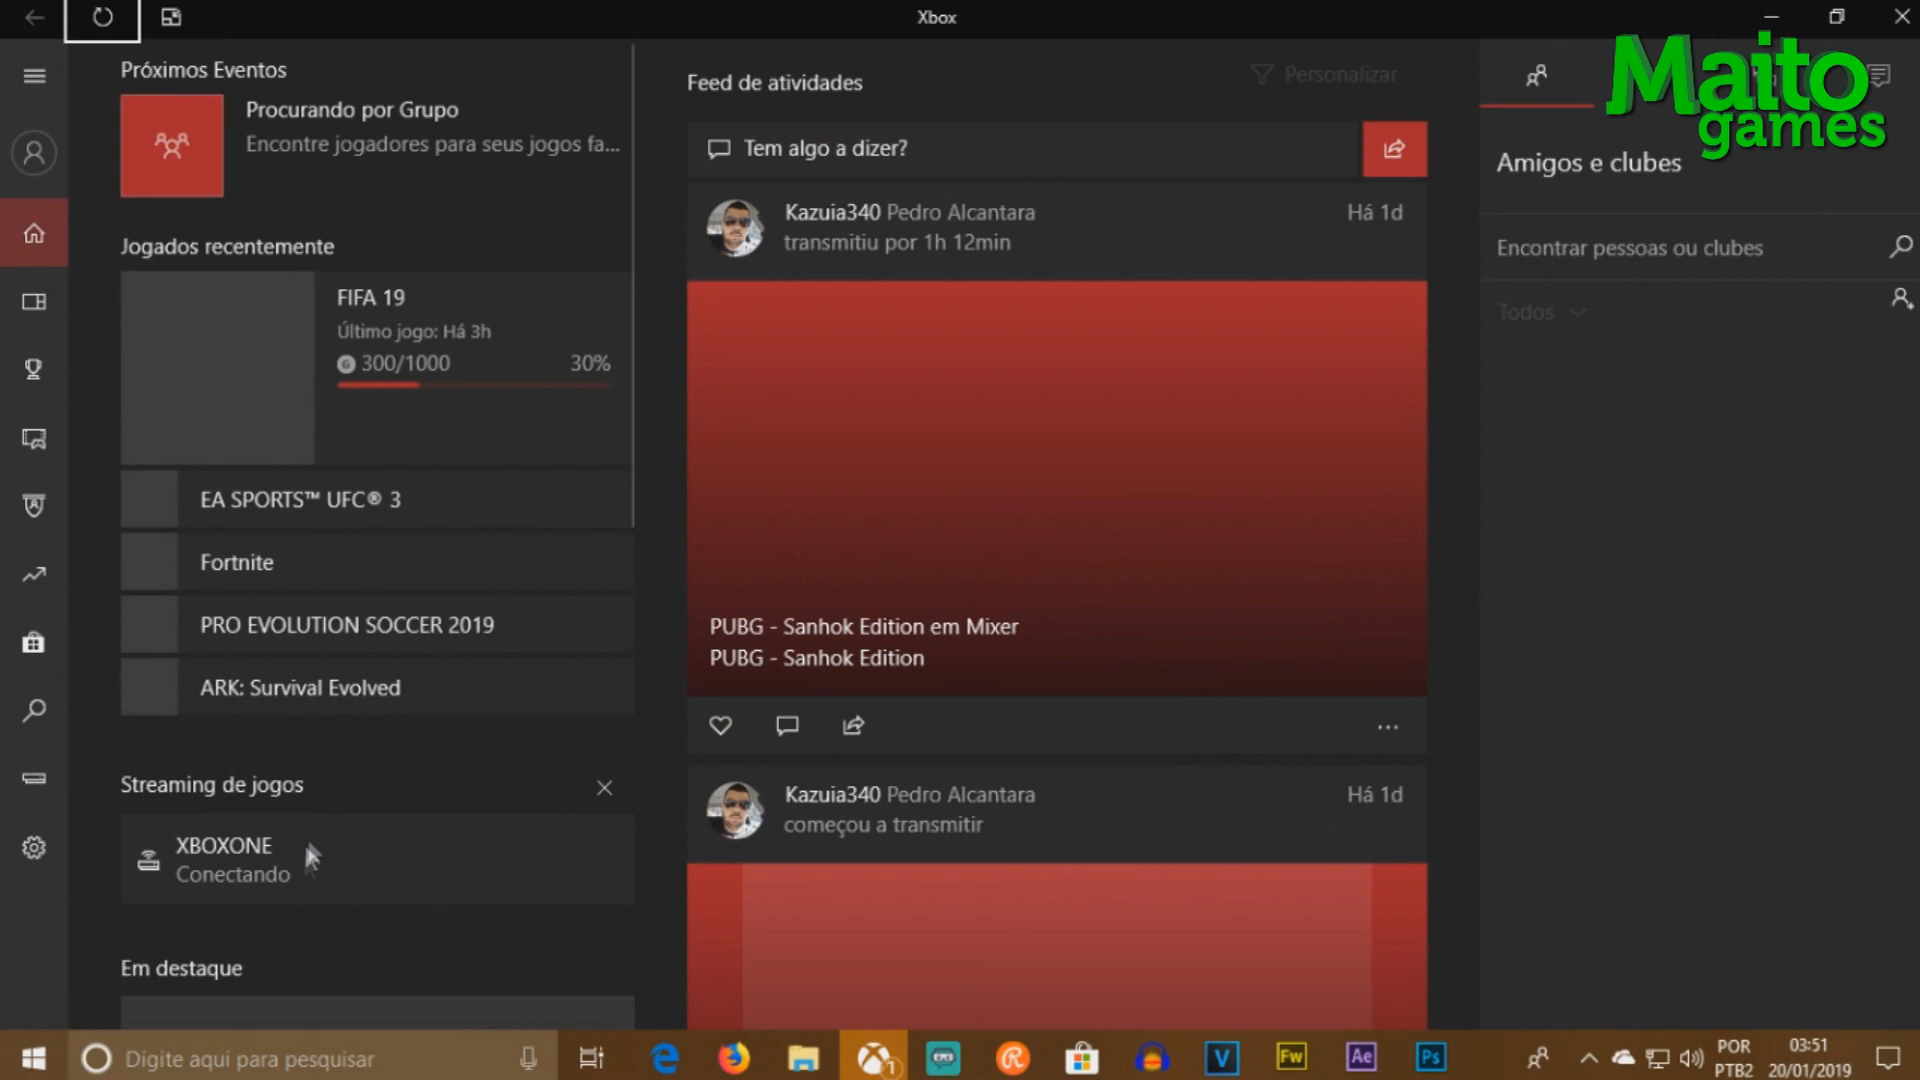 Xbox
Maito
games
Próximos Eventos
Procurando por Grupo
Encontre jogadores para seus jogos fa...
Jogados recentemente
FIFA 19
Último jogo: Há 3h
G 300/1000 30%
EA SPORTS™ UFC® 3
Fortnite
PRO EVOLUTION SOCCER 2019
ARK: Survival Evolved
Streaming de jogos
XBOXONE
Conectando
Em destaque
Feed de atividades
Personalizar
Tem algo a dizer?
Kazuia340 Pedro Alcantara Há 1d
transmitiu por 1h 12min
PUBG - Sanhok Edition em Mixer
PUBG - Sanhok Edition
Kazuia340 Pedro Alcantara Há 1d
começou a transmitir
Amigos e clubes
Encontrar pessoas ou clubes
Todos
Digite aqui para pesquisar
1
V
Fw
Ae
Ps
POR
PTB2
03:51
20/01/2019